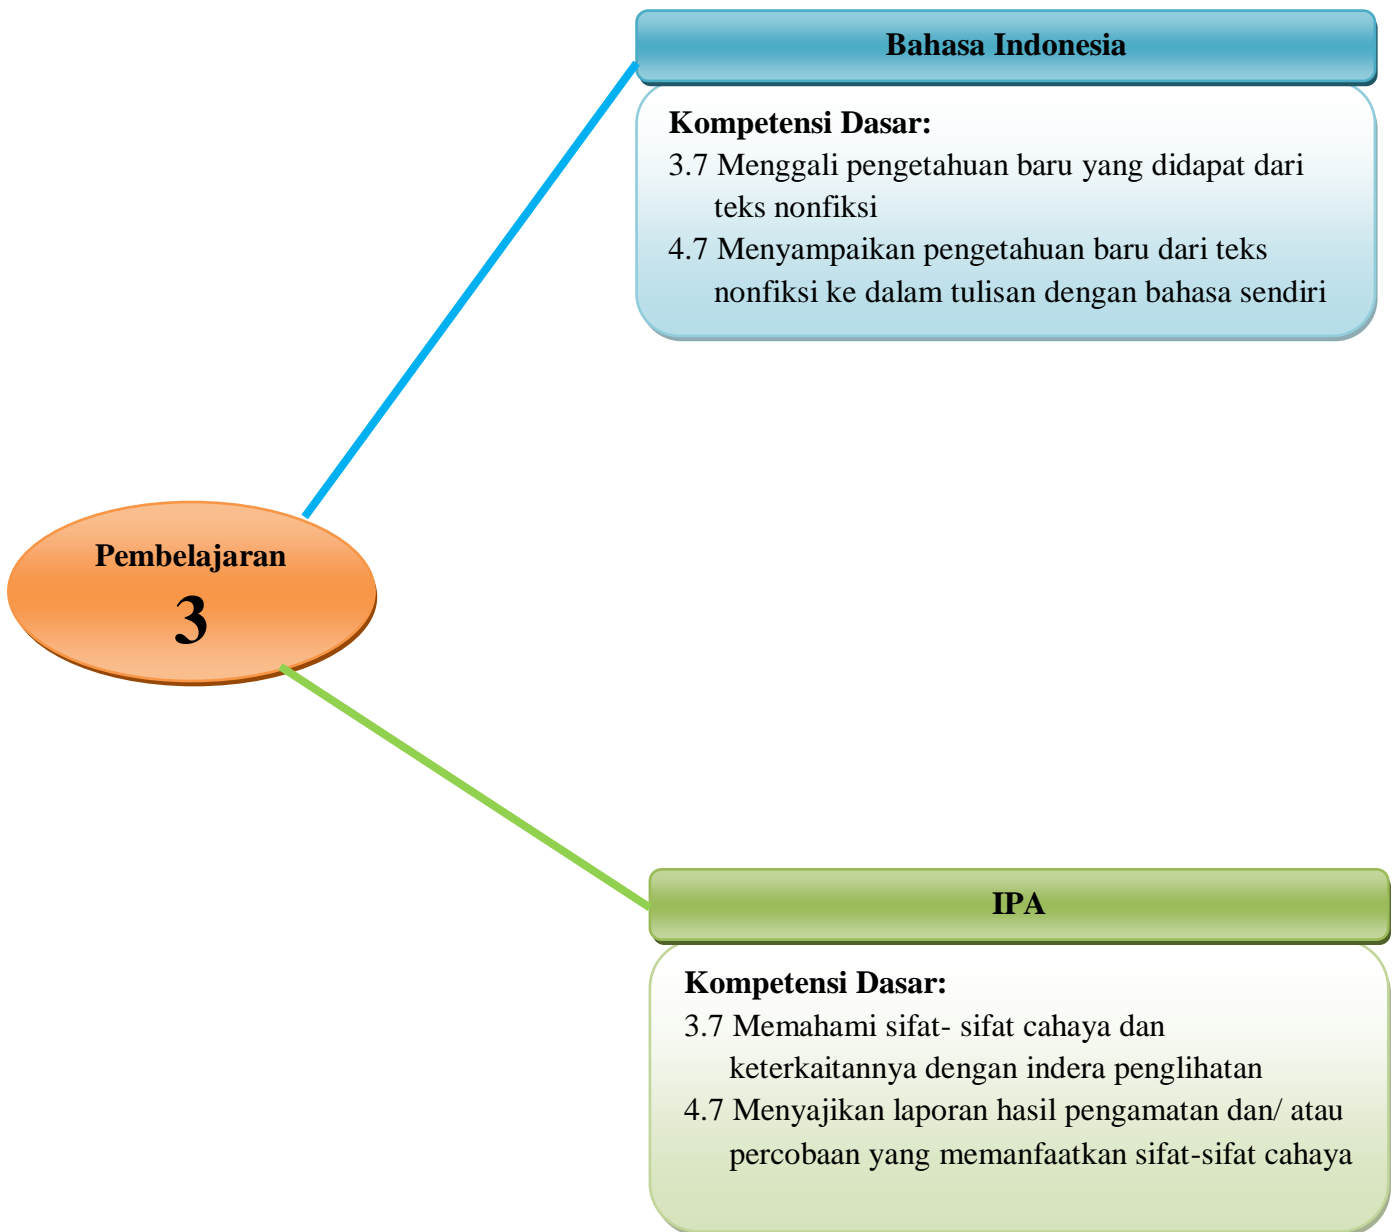 Bahasa Indonesia
Kompetensi Dasar:
3.7 Menggali pengetahuan baru yang didapat dari
teks nonfiksi
4.7 Menyampaikan pengetahuan baru dari teks
nonfiksi ke dalam tulisan dengan bahasa sendiri
Pembelajaran
3
IPA
Kompetensi Dasar:
3.7 Memahami sifat- sifat cahaya dan
keterkaitannya dengan indera penglihatan
4.7 Menyajikan laporan hasil pengamatan dan/ atau
percobaan yang memanfaatkan sifat-sifat cahaya